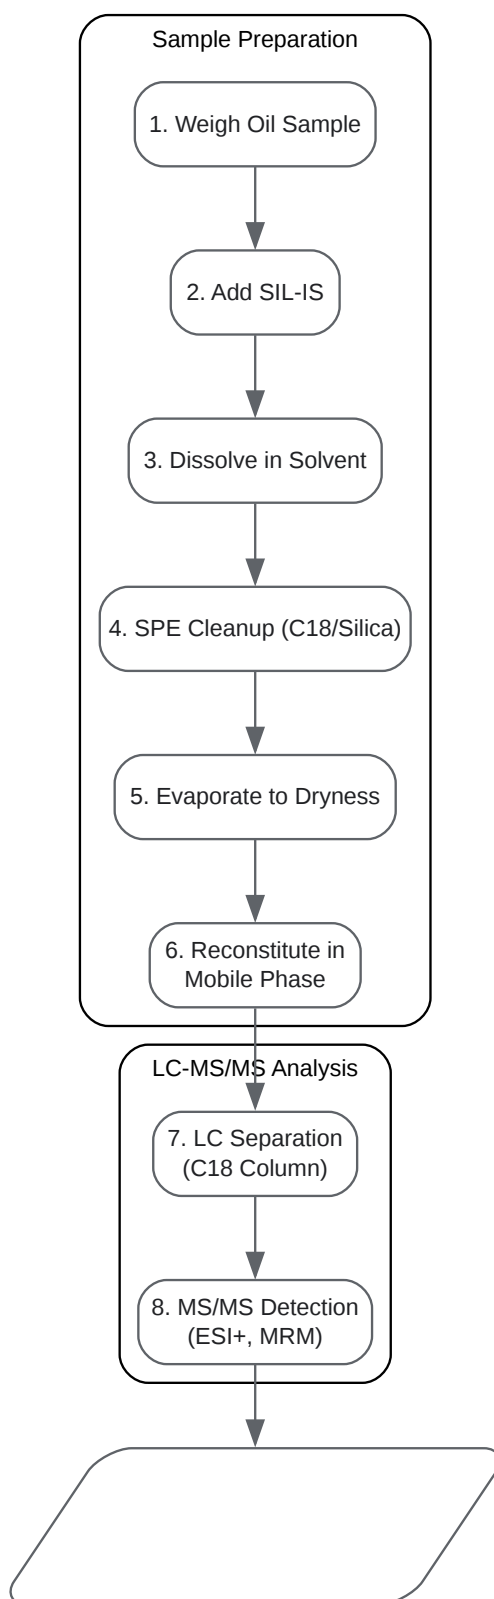 Sample Preparation
1. Weigh Oil Sample
2. Add SIL-IS
3. Dissolve in Solvent
4. SPE Cleanup (C18/Silica)
5. Evaporate to Dryness
6. Reconstitute in
Mobile Phase
LC-MS/MS Analysis
7. LC Separation
(C18 Column)
8. MS/MS Detection
(ESI+, MRM)